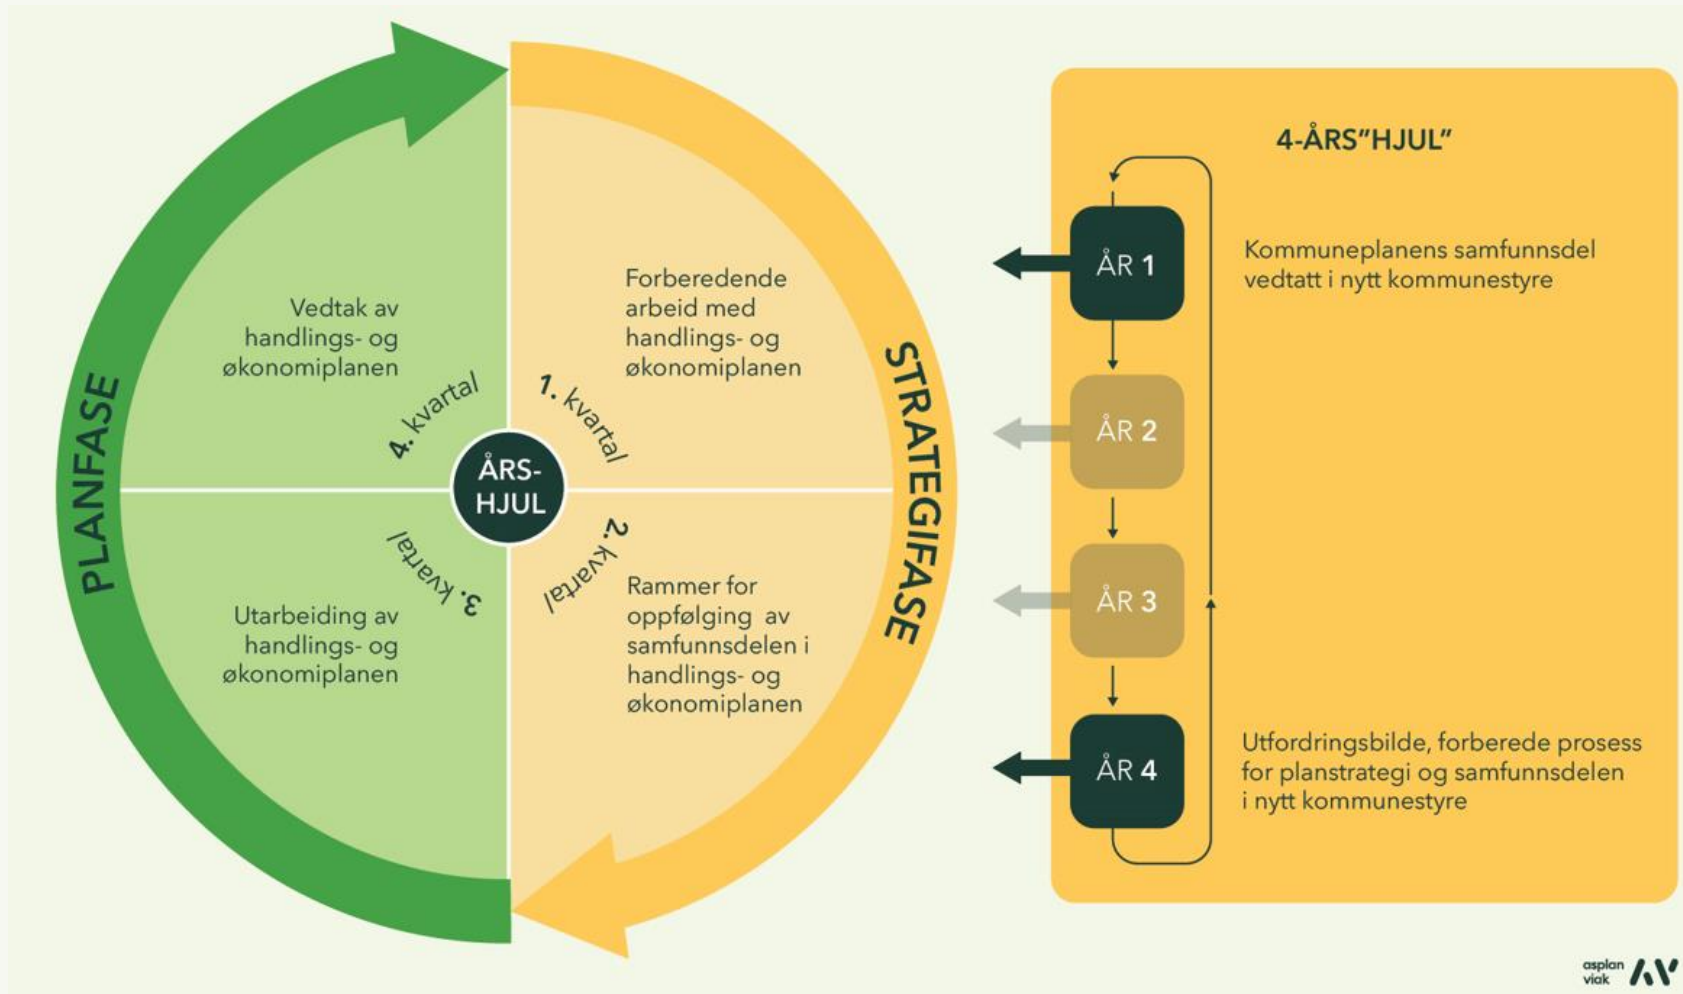 PLANFASE
Vedtak av
handlings- og
økonomiplanen
4. kvartal
Forberedende
arbeid med
handlings- og
økonomiplanen
1. kvartal
STRATEGIFASE
ÅRS-
HJUL
3. kvartal
Utarbeiding av
handlings- og
økonomiplanen
2. kvartal
Rammer for
oppfølging av
samfunnsdelen i
handlings- og
økonomiplanen
4-ÅRS"HJUL"
ÅR 1
Kommuneplanens samfunnsdel
vedtatt i nytt kommunestyre
ÅR 2
ÅR 3
ÅR 4
Utfordringsbilde, forberede prosess
for planstrategi og samfunnsdelen
i nytt kommunestyre
asplan
viak